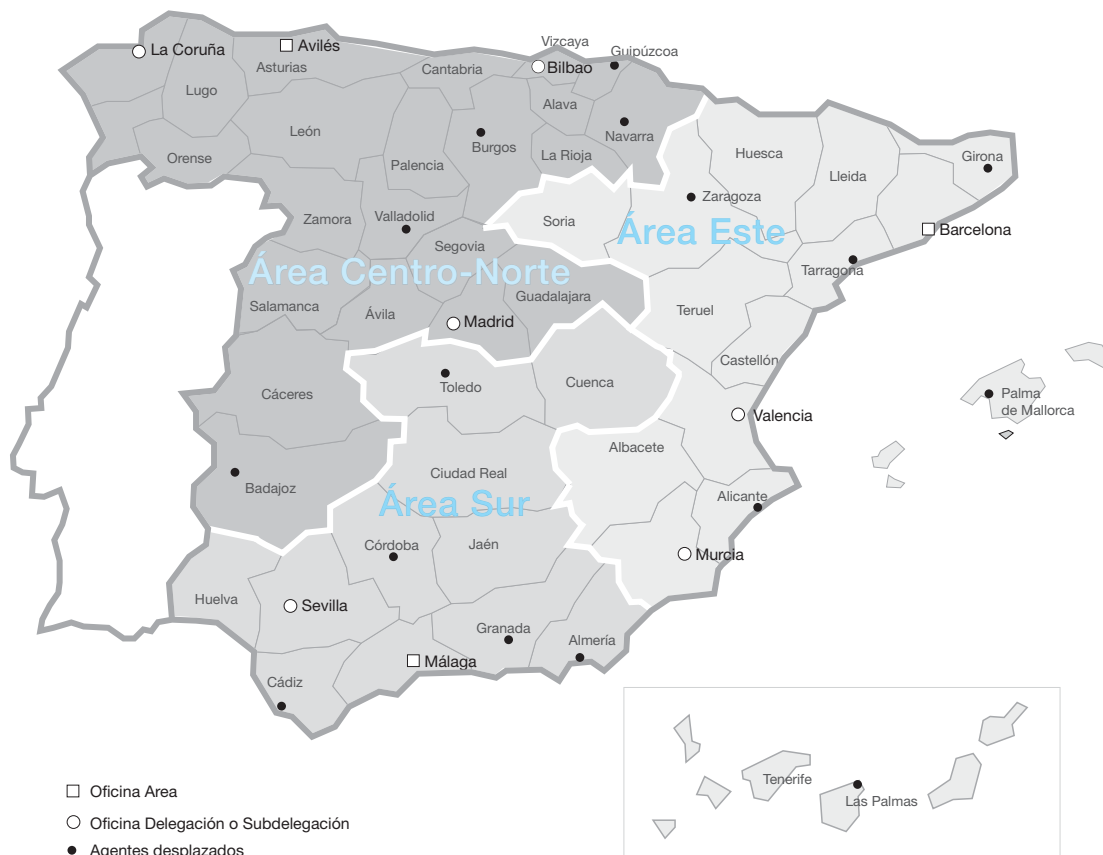 Vizcaya
La Coruña
Avilés
Guipúzcoa
Asturias
Cantabria
Bilbao
Lugo
Alava
León
Burgos
Navarra
Orense
Palencia
La Rioja
Huesca
Girona
Lleida
Zaragoza
Zamora
Valladolid
Soria
Área Este
Barcelona
Segovia
Área Centro-Norte
Tarragona
Salamanca
Ávila
Guadalajara
Madrid
Teruel
Castellón
Cáceres
Toledo
Cuenca
Palma
de Mallorca
Valencia
Albacete
Ciudad Real
Badajoz
Área Sur
Alicante
Córdoba
Jaén
Murcia
Huelva
Sevilla
Granada
Almería
Málaga
Cádiz
Tenerife
Las Palmas
Oficina Area
Oficina Delegación o Subdelegación
Agentes desplazados